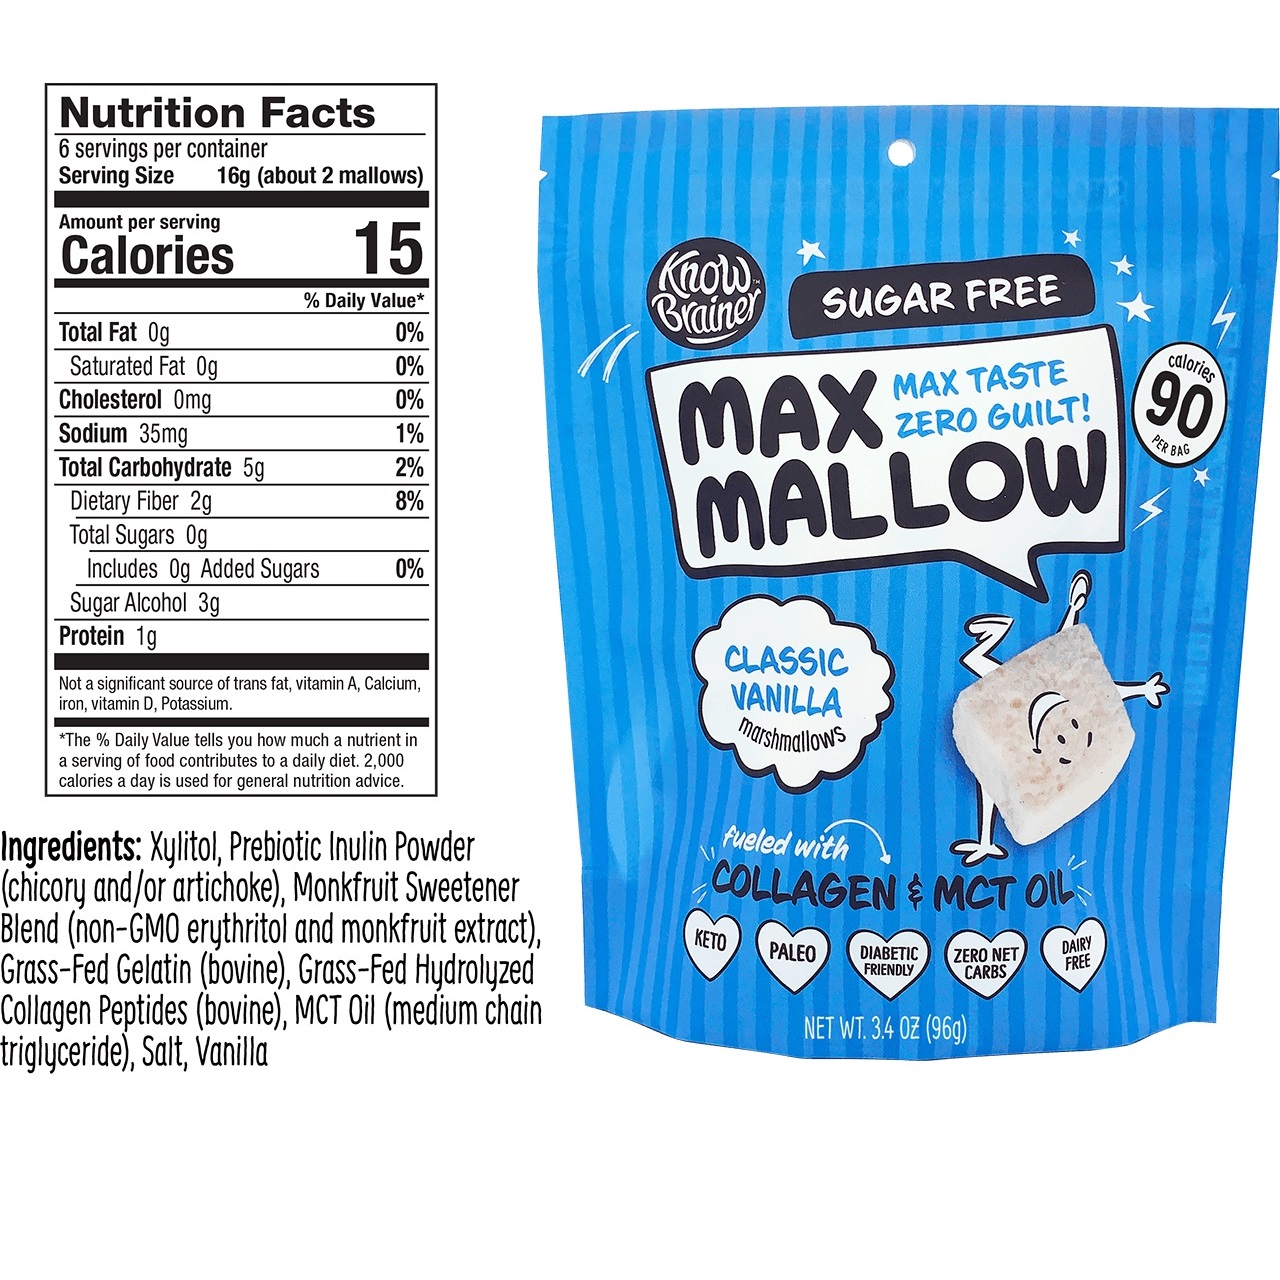 Nutrition Facts
6 servings per container
Serving Size 16g (about 2 mallows)
Amount per serving
Calories 15
% Daily Value*
Total Fat 0g 0%
Saturated Fat 0g 0%
Cholesterol 0mg 0%
Sodium 35mg 1%
Total Carbohydrate 5g 2%
Dietary Fiber 2g 8%
Total Sugars 0g
Includes 0g Added Sugars 0%
Sugar Alcohol 3g
Protein 1g
Not a significant source of trans fat, vitamin A, Calcium,
iron, vitamin D, Potassium.
*The % Daily Value tells you how much a nutrient in
a serving of food contributes to a daily diet. 2,000
calories a day is used for general nutrition advice.
Ingredients: Xylitol, Prebiotic Inulin Powder
(chicory and/or artichoke), Monkfruit Sweetener
Blend (non-GMO erythritol and monkfruit extract),
Grass-Fed Gelatin (bovine), Grass-Fed Hydrolyzed
Collagen Peptides (bovine), MCT Oil (medium chain
triglyceride), Salt, Vanilla
Know
Brainer™
SUGAR FREE
MAX
MALLOW
MAX TASTE
ZERO GUILT!
calories
90
PER BAG
CLASSIC
VANILLA
marshmallows
fueled with
COLLAGEN & MCT OIL
KETO
PALEO
DIABETIC
FRIENDLY
ZERO NET
CARBS
DAIRY
FREE
NET WT. 3.4 OZ (96g)